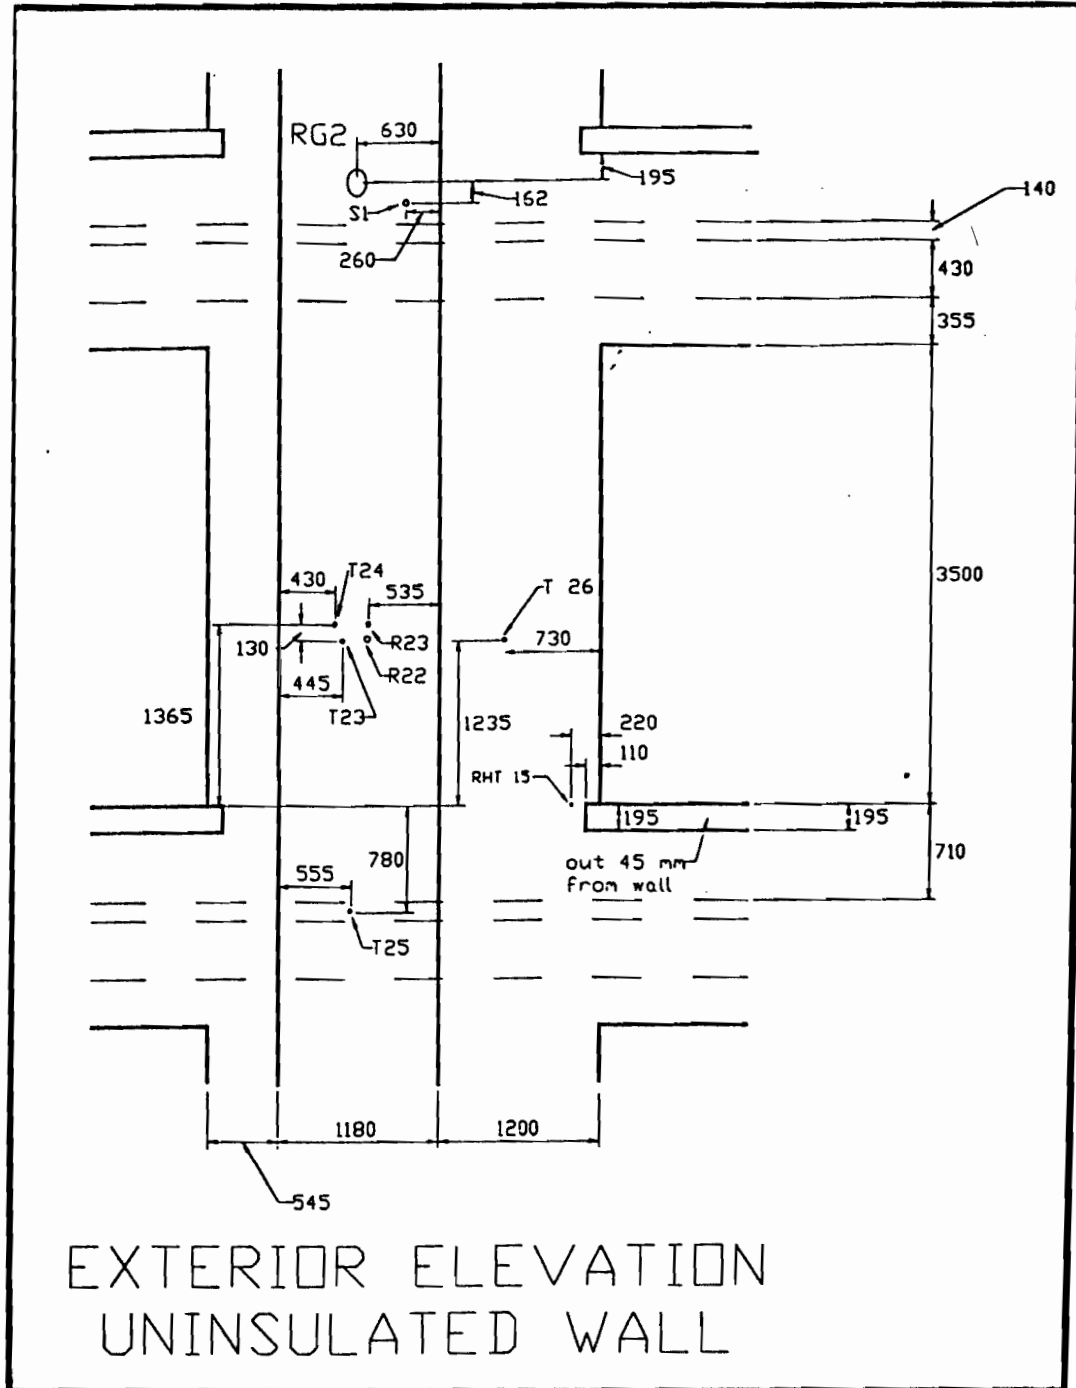 RG2
630
195
162
140
S1
260
430
355
430
T24
535
T 26
3500
130
R23
730
R22
445
1365
T23
1235
220
110
RHT 15
195
195
780
710
out 45 mm
from wall
555
T25
1180
1200
545
EXTERIOR ELEVATION
UNINSULATED WALL